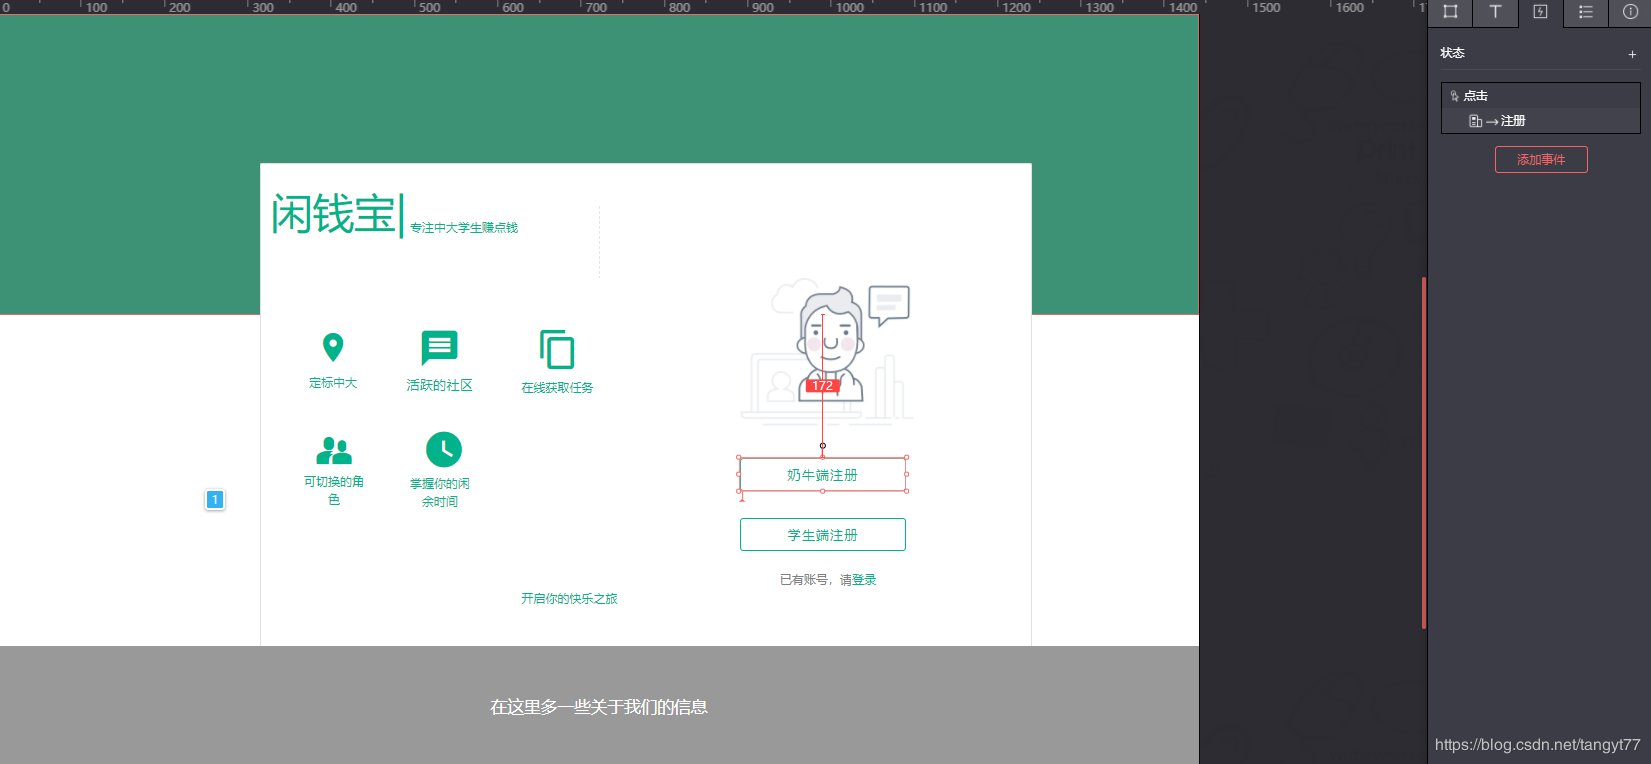 0 100 200 300 400 500 600 700 800 900 1000 1100 1200 1300 1400 1500 1600
状态 +
点击
→注册
添加事件
闲钱宝| 专注中大学生赚点钱
定标中大
活跃的社区
在线获取任务
172
可切换的角
色
掌握你的闲
余时间
1
奶牛端注册
学生端注册
已有账号，请登录
开启你的快乐之旅
在这里多一些关于我们的信息
https://blog.csdn.net/tangyt77